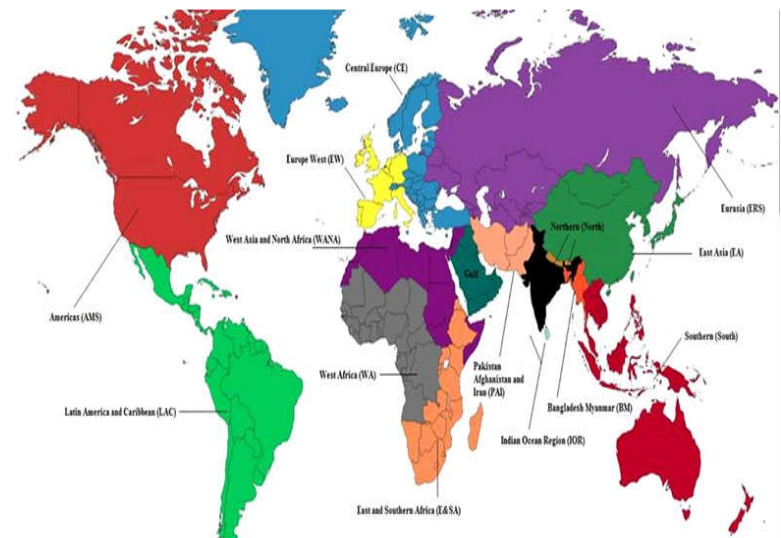 Central Europe (CE)
Europe West (EW)
Eurasia (ERS)
Northern (North)
West Asia and North Africa (WANA)
East Asia (EA)
Gulf
Americas (AMS)
Southern (South)
West Africa (WA)
Pakistan
Afghanistan and
Iran (PAI)
Latin America and Caribbean (LAC)
Bangladesh Myanmar (BM)
Indian Ocean Region (IOR)
East and Southern Africa (E&SA)